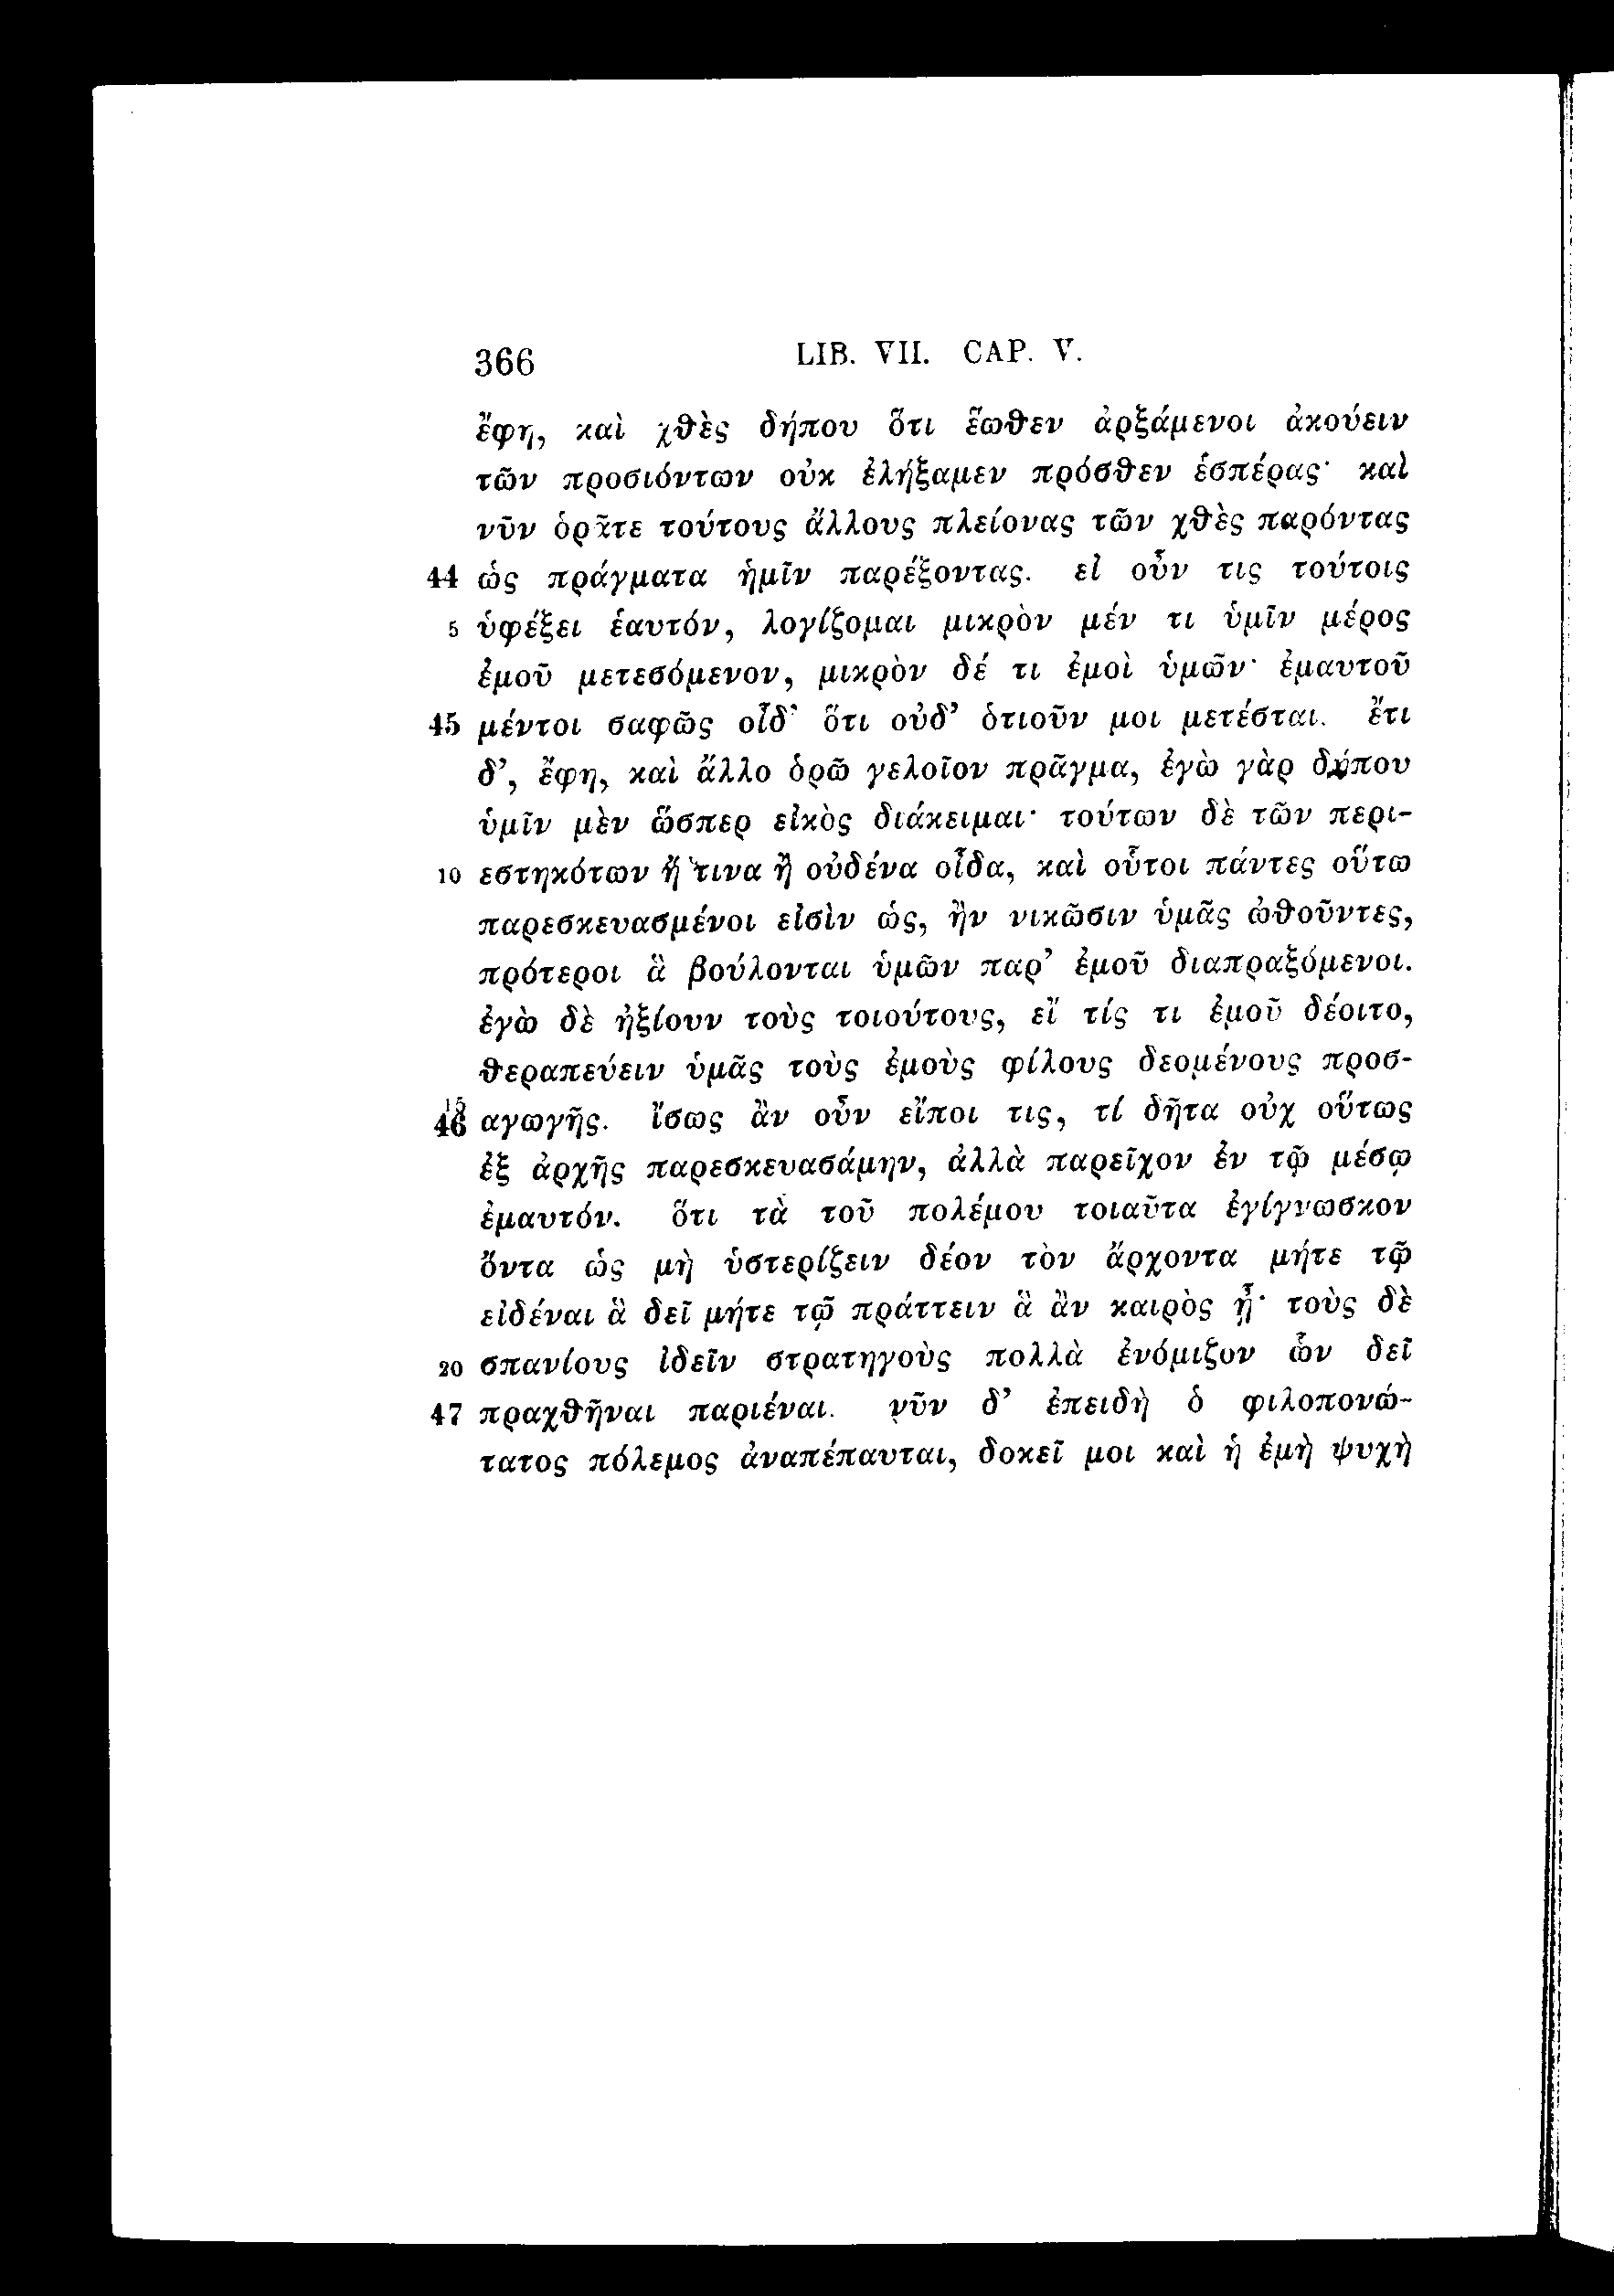 366 LIB. VII. CAP. V.
ἔφη, καὶ χθὲς δήπου ὅτι ἕωθεν ἀρξάμενοι ἀκούειν
τῶν προσιόντων οὐκ ἐλήξαμεν πρόσθεν ἑσπέρας· καὶ
νῦν ὁρᾶτε τούτους ἄλλους πλείονας τῶν χθὲς παρόντας
44 ὡς πράγματα ἡμῖν παρέξοντας. εἰ οὖν τις τούτοις
5 ὑφέξει ἑαυτόν, λογίζομαι μικρὸν μέν τι ὑμῖν μέρος
ἐμοῦ μετεσόμενον, μικρὸν δέ τι ἐμοὶ ὑμῶν· ἐμαυτοῦ
45 μέντοι σαφῶς οἶδ’ ὅτι οὐδ’ ὁτιοῦν μοι μετέσται. ἔτι
δ’, ἔφη, καὶ ἄλλο ὁρῶ γελοῖον πρᾶγμα, ἐγὼ γὰρ δήπου
ὑμῖν μὲν ὥσπερ εἰκὸς διάκειμαι· τούτων δὲ τῶν περι-
10 εστηκότων ἤ τινα ἢ οὐδένα οἶδα, καὶ οὗτοι πάντες οὕτω
παρεσκευασμένοι εἰσὶν ὡς, ἢν νικῶσιν ὑμᾶς ὠθοῦντες,
πρότεροι ἃ βούλονται ὑμῶν παρ’ ἐμοῦ διαπραξόμενοι.
ἐγὼ δὲ ἠξίουν τοὺς τοιούτους, εἴ τίς τι ἐμοῦ δέοιτο,
θεραπεύειν ὑμᾶς τοὺς ἐμοὺς φίλους δεομένους προσ-
15 46 αγωγῆς. ἴσως ἂν οὖν εἴποι τις, τί δῆτα οὐχ οὕτως
ἐξ ἀρχῆς παρεσκευασάμην, ἀλλὰ παρεῖχον ἐν τῷ μέσῳ
ἐμαυτόν. ὅτι τὰ τοῦ πολέμου τοιαῦτα ἐγίγνωσκον
ὄντα ὡς μὴ ὑστερίζειν δέον τὸν ἄρχοντα μήτε τῷ
εἰδέναι ἃ δεῖ μήτε τῷ πράττειν ἃ ἂν καιρὸς ᾖ· τοὺς δὲ
20 σπανίους ἰδεῖν στρατηγοὺς πολλὰ ἐνόμιζον ὧν δεῖ
47 πραχθῆναι παριέναι. νῦν δ’ ἐπειδὴ ὁ φιλοπονώ-
τατος πόλεμος ἀναπέπαυται, δοκεῖ μοι καὶ ἡ ἐμὴ ψυχὴ